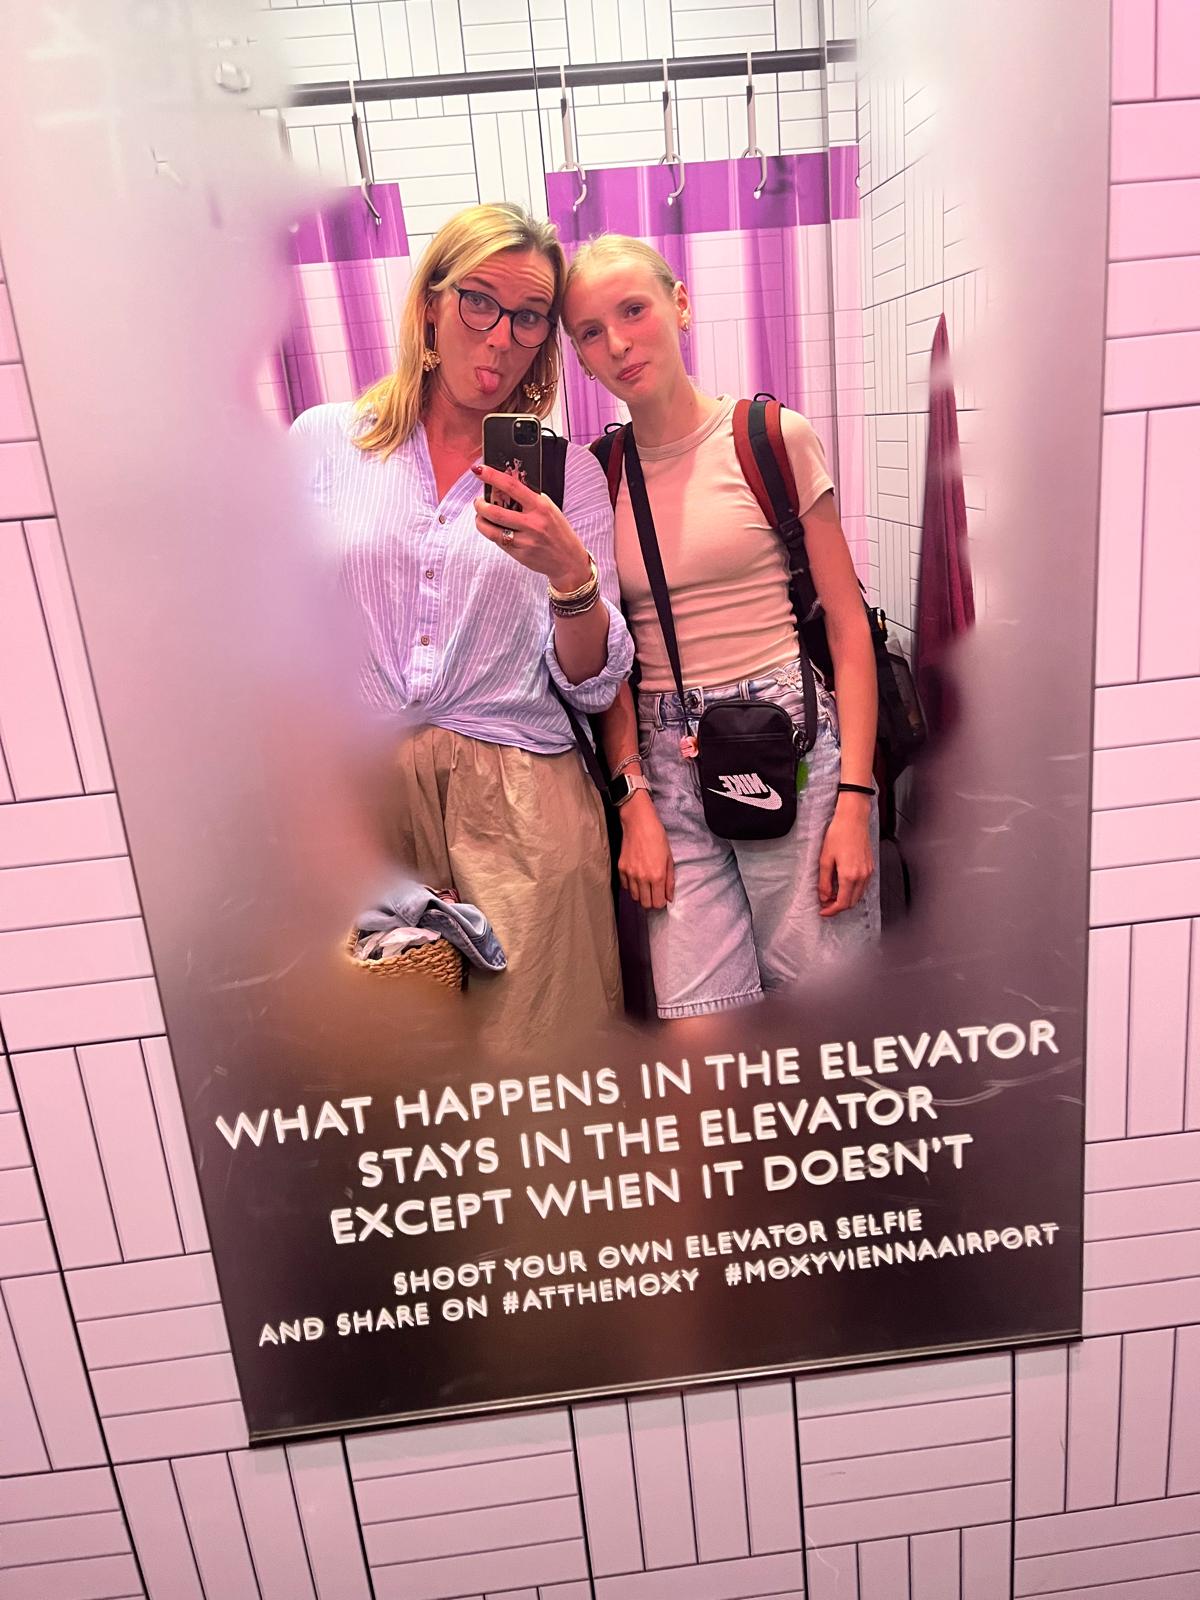 NIKE
WHAT HAPPENS IN THE ELEVATOR
STAYS IN THE ELEVATOR
EXCEPT WHEN IT DOESN'T
SHOOT YOUR OWN ELEVATOR SELFIE
AND SHARE ON #ATTHEMOXY #MOXYVIENNAAIRPORT